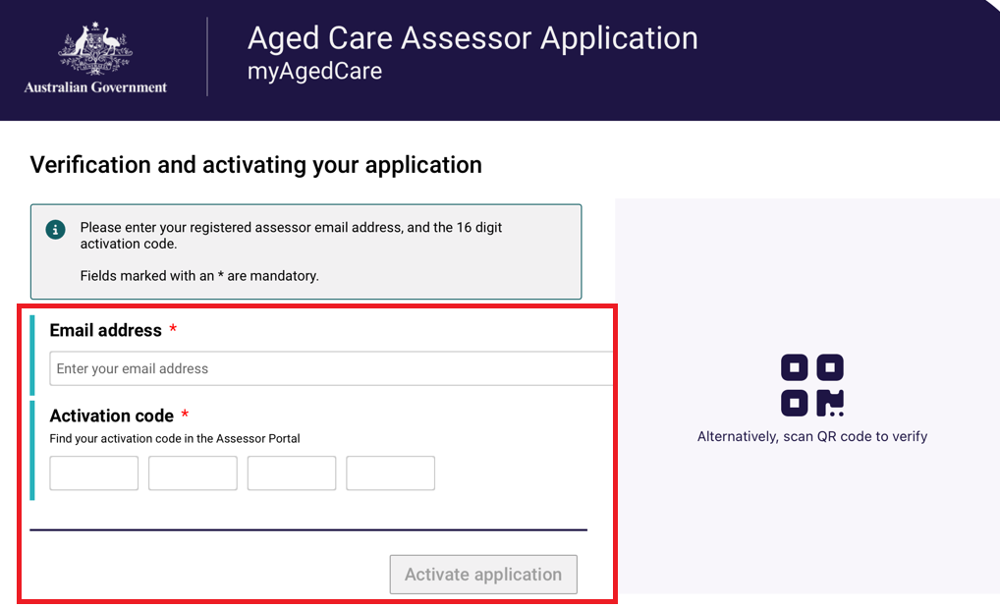 Australian Government
Aged Care Assessor Application
myAgedCare
Verification and activating your application
Please enter your registered assessor email address, and the 16 digit
activation code.
Fields marked with an * are mandatory.
Email address *
Enter your email address
Activation code *
Find your activation code in the Assessor Portal
Activate application
Alternatively, scan QR code to verify